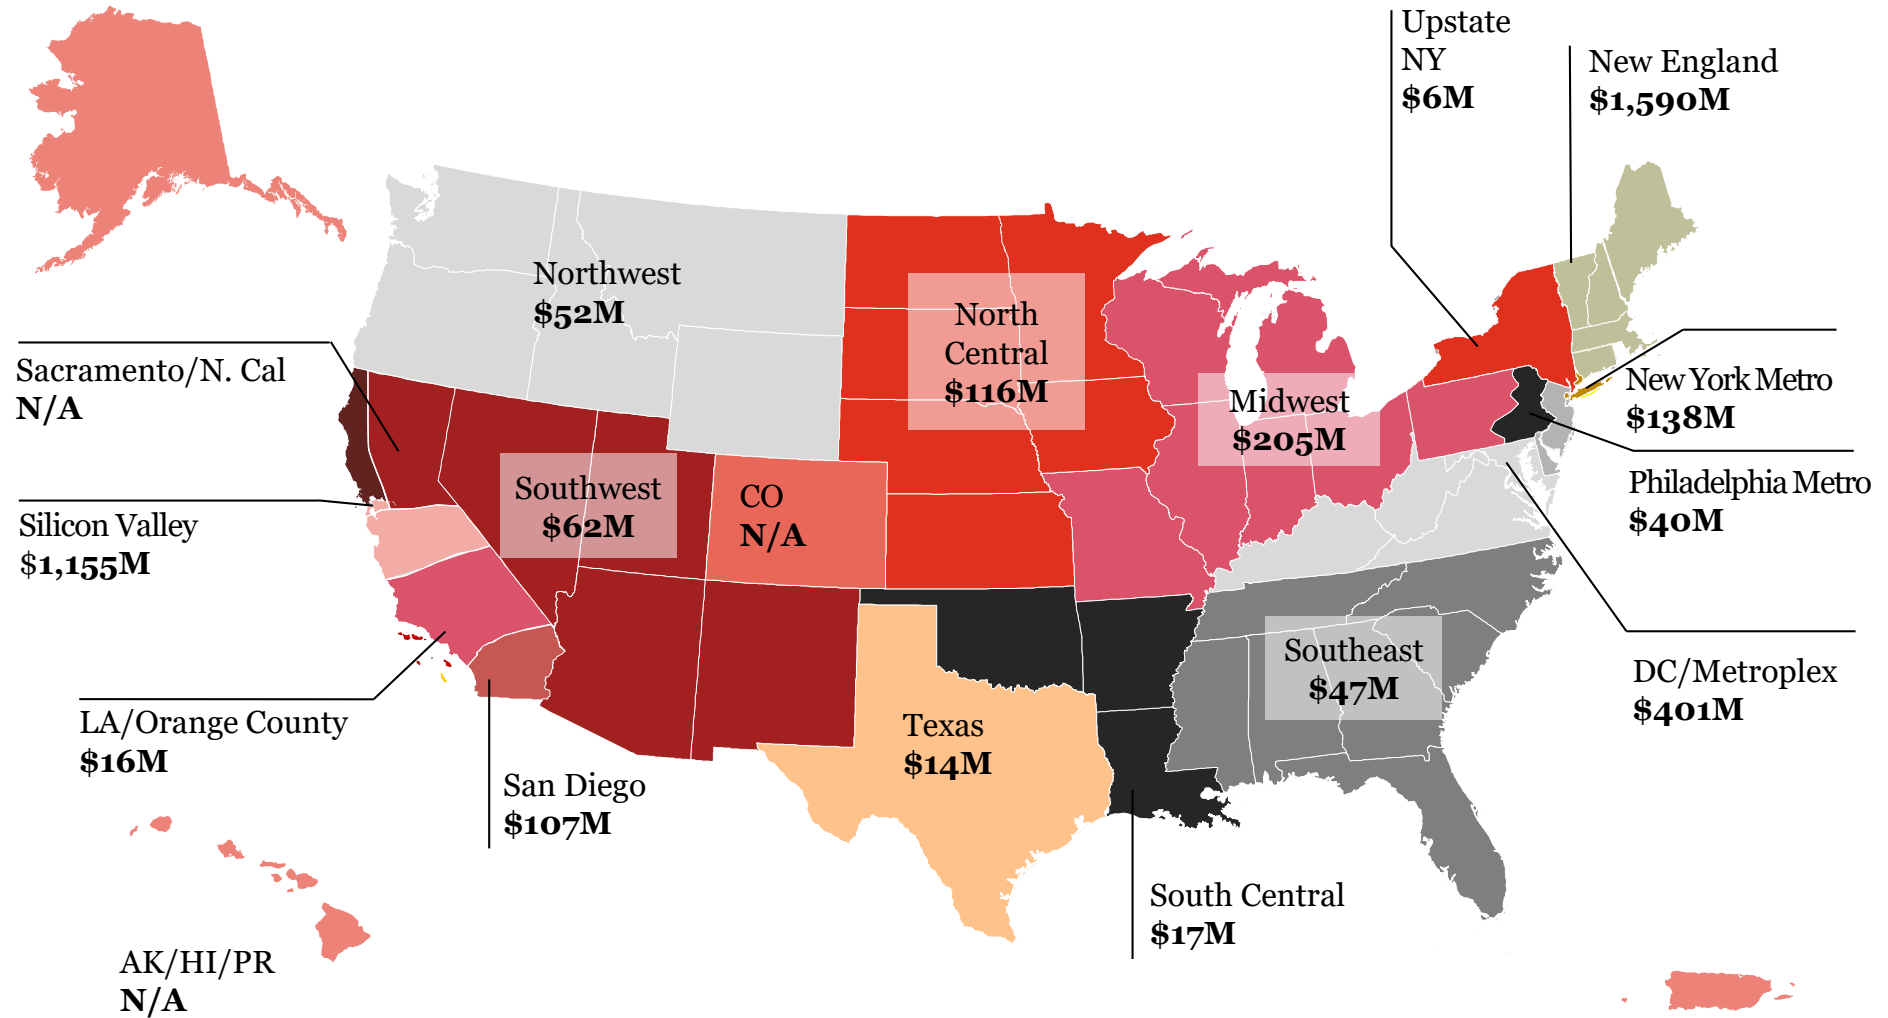 Upstate
NY
$6M
New England
$1,590M
Northwest
$52M
North
Central
$116M
Sacramento/N. Cal
N/A
New York Metro
$138M
Midwest
$205M
Southwest
$62M
CO
N/A
Philadelphia Metro
$40M
Silicon Valley
$1,155M
Southeast
$47M
DC/Metroplex
$401M
LA/Orange County
$16M
Texas
$14M
San Diego
$107M
South Central
$17M
AK/HI/PR
N/A